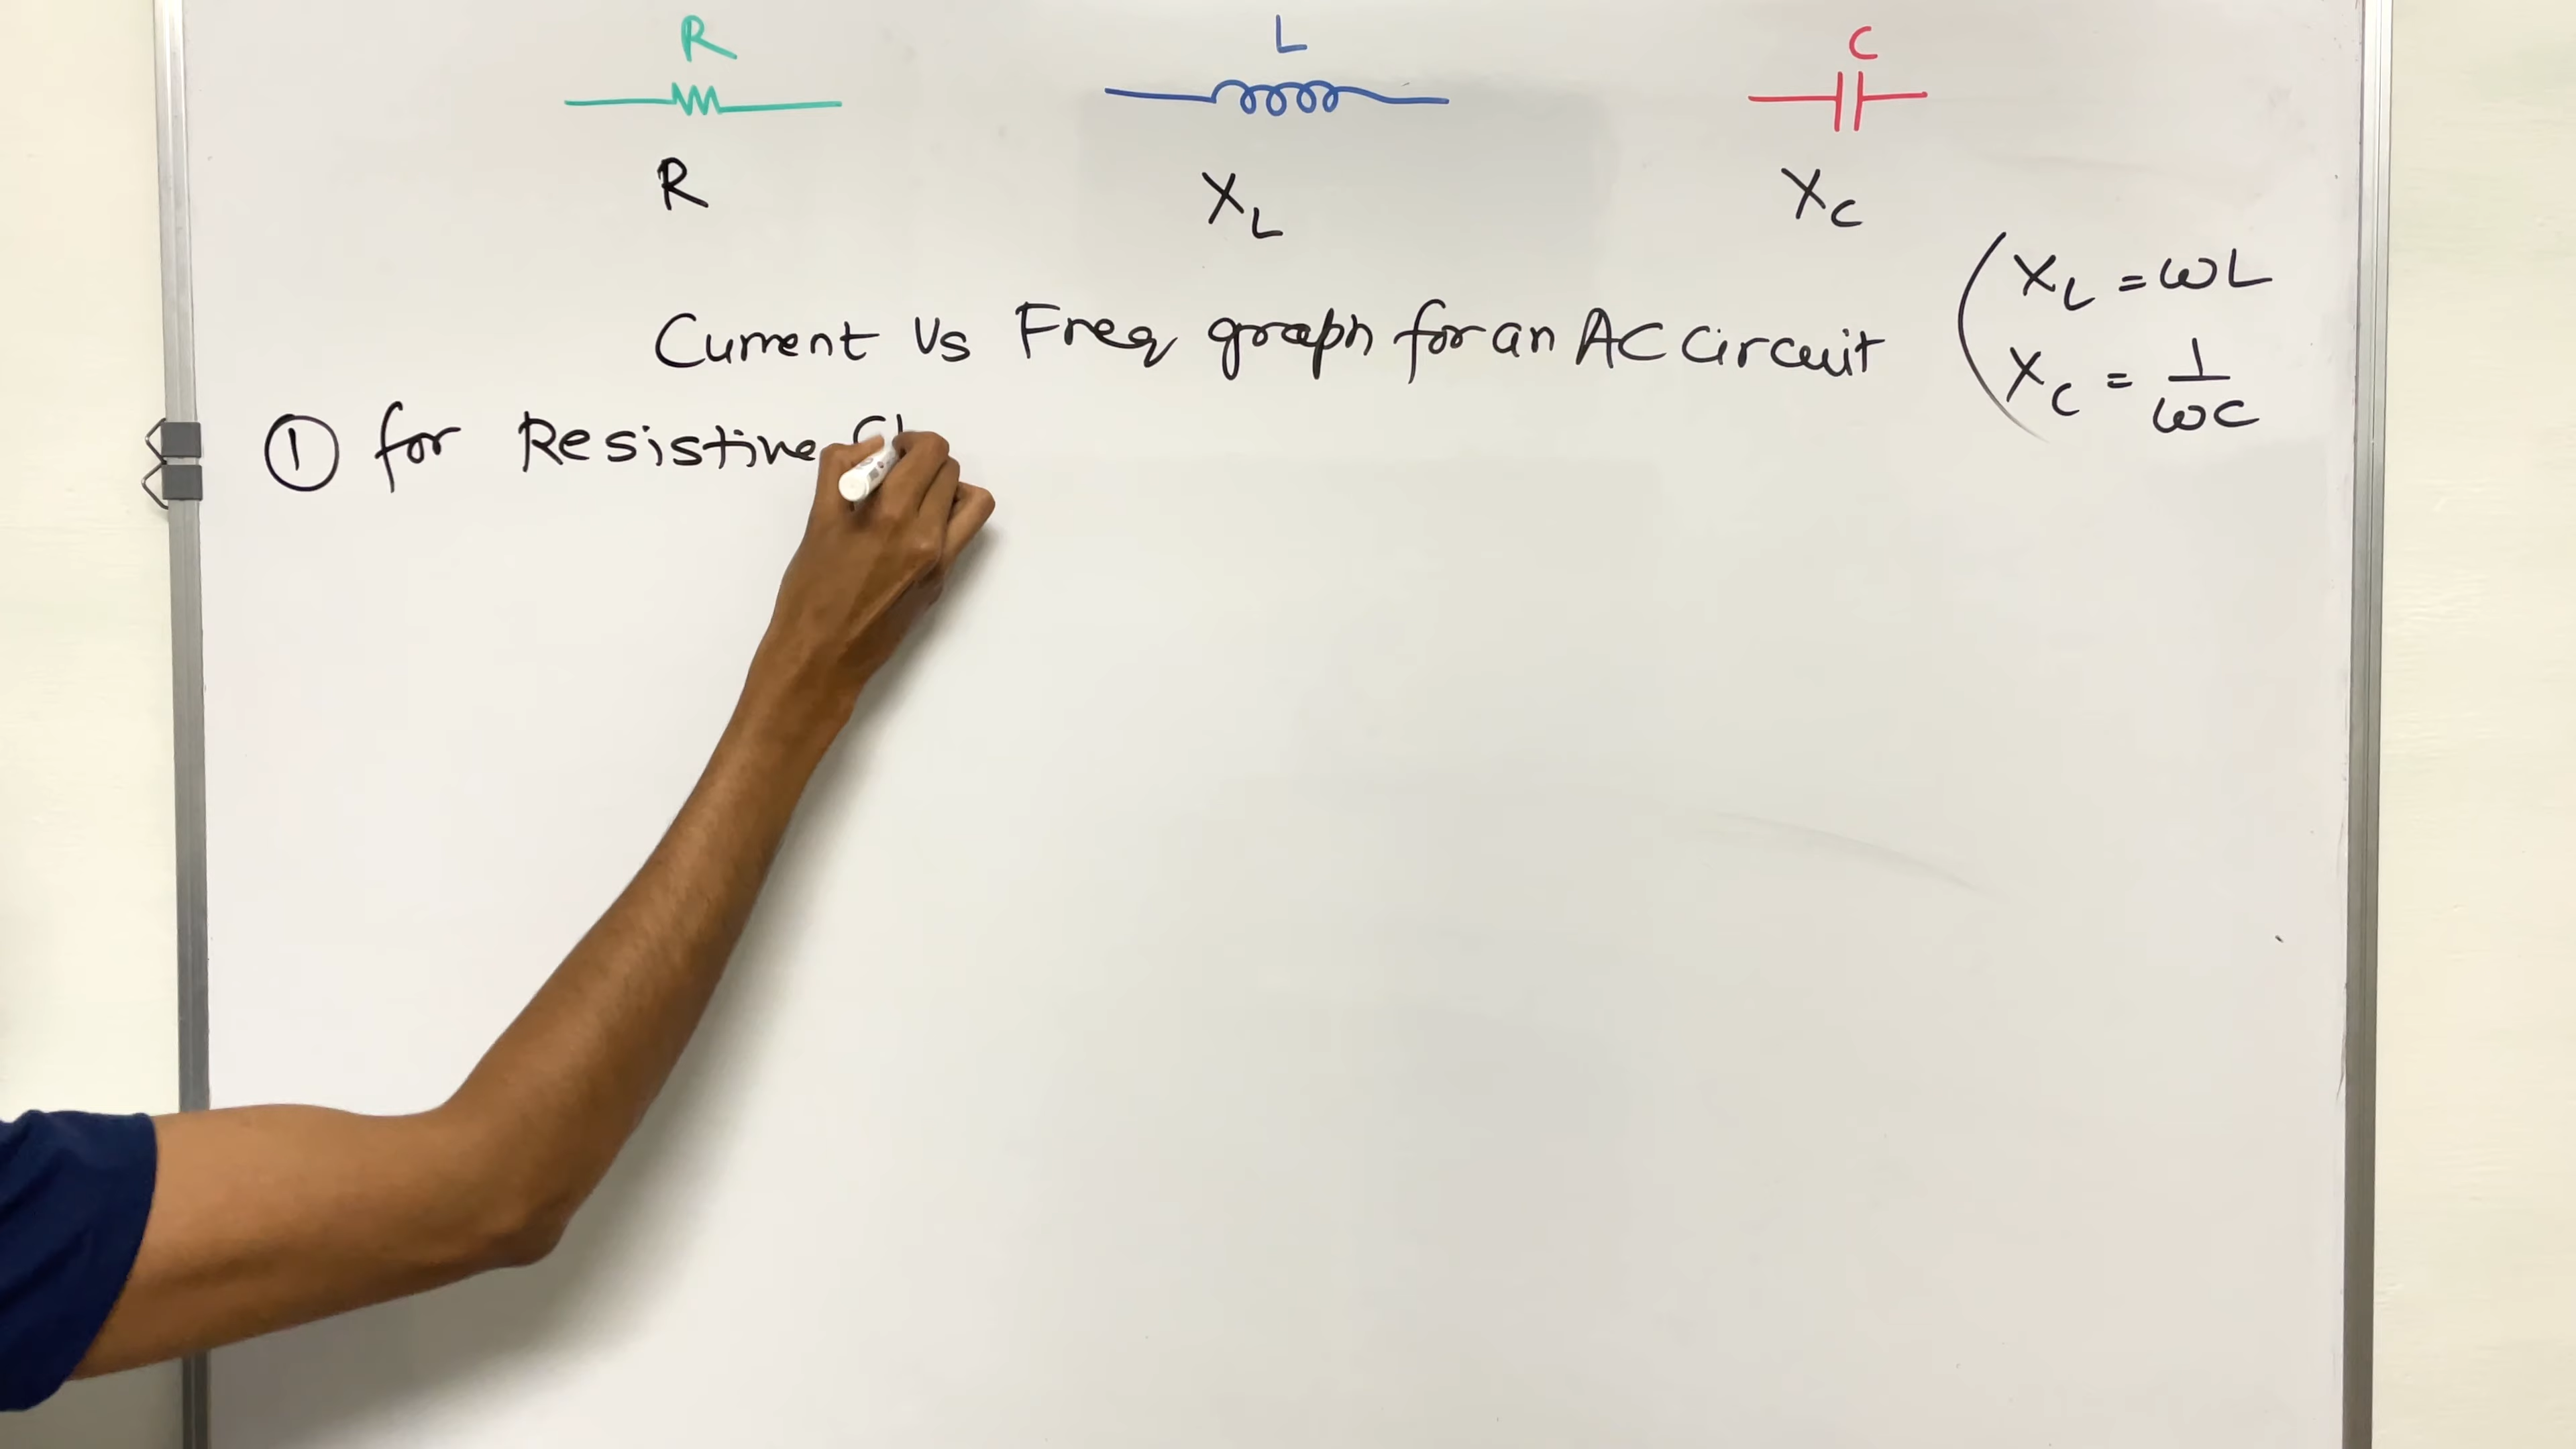 R L C
R X_L X_C
X_L = ωL
Current Vs Freq graph for an AC Circuit
X_C = 1/ωC
① for Resistive